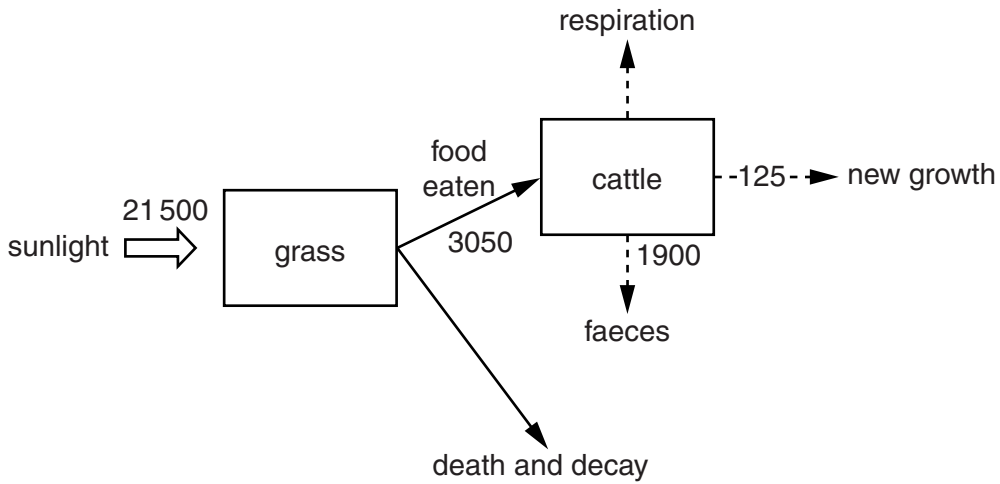 respiration
food
eaten
cattle
125
new growth
21 500
sunlight
grass
3050
1900
faeces
death and decay